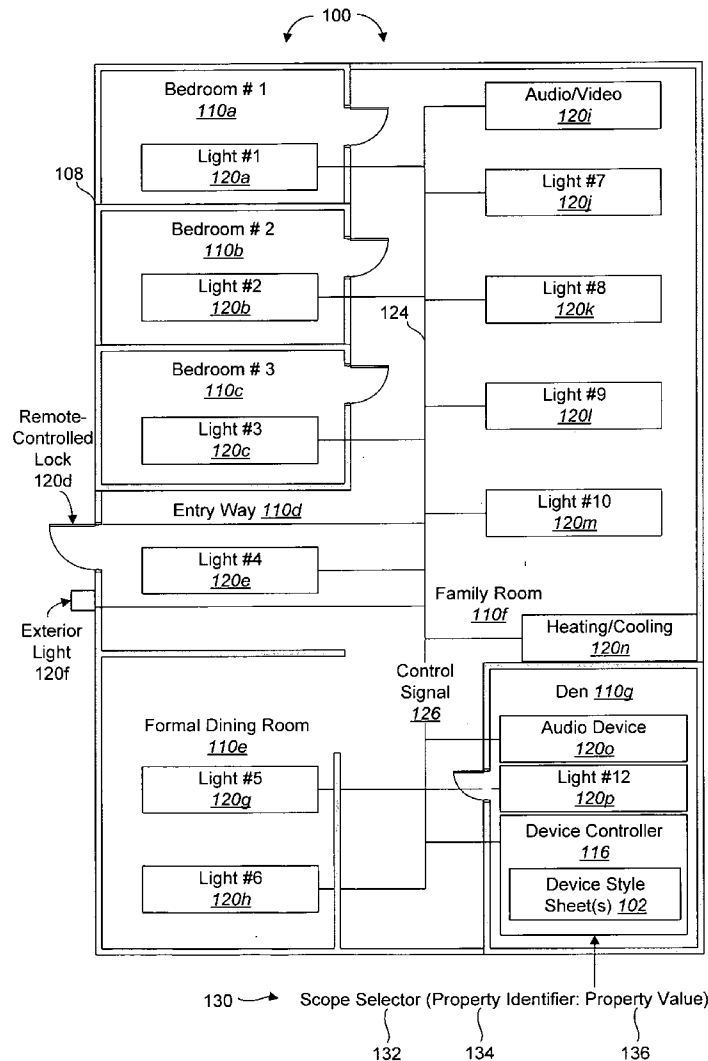 100
Bedroom # 1
110a
Light #1
120a
108
Bedroom # 2
110b
Light #2
120b
Bedroom # 3
110c
Light #3
120c
Remote-
Controlled
Lock
120d
Entry Way 110d
Light #4
120e
Exterior
Light
120f
Formal Dining Room
110e
Light #5
120g
Light #6
120h
124
Audio/Video
120i
Light #7
120j
Light #8
120k
Light #9
120l
Light #10
120m
Family Room
110f
Heating/Cooling
120n
Control
Signal
126
Den 110g
Audio Device
120o
Light #12
120p
Device Controller
116
Device Style
Sheet(s) 102
130 Scope Selector (Property Identifier: Property Value)
132 134 136